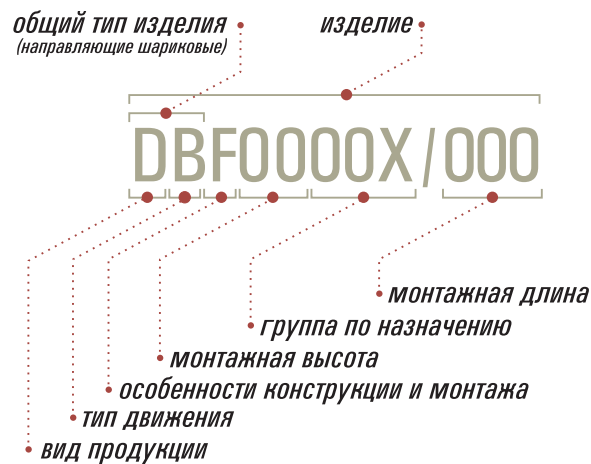 общий тип изделия
(направляющие шариковые)
изделие
DBF0000X/000
монтажная длина
группа по назначению
монтажная высота
особенности конструкции и монтажа
тип движения
вид продукции